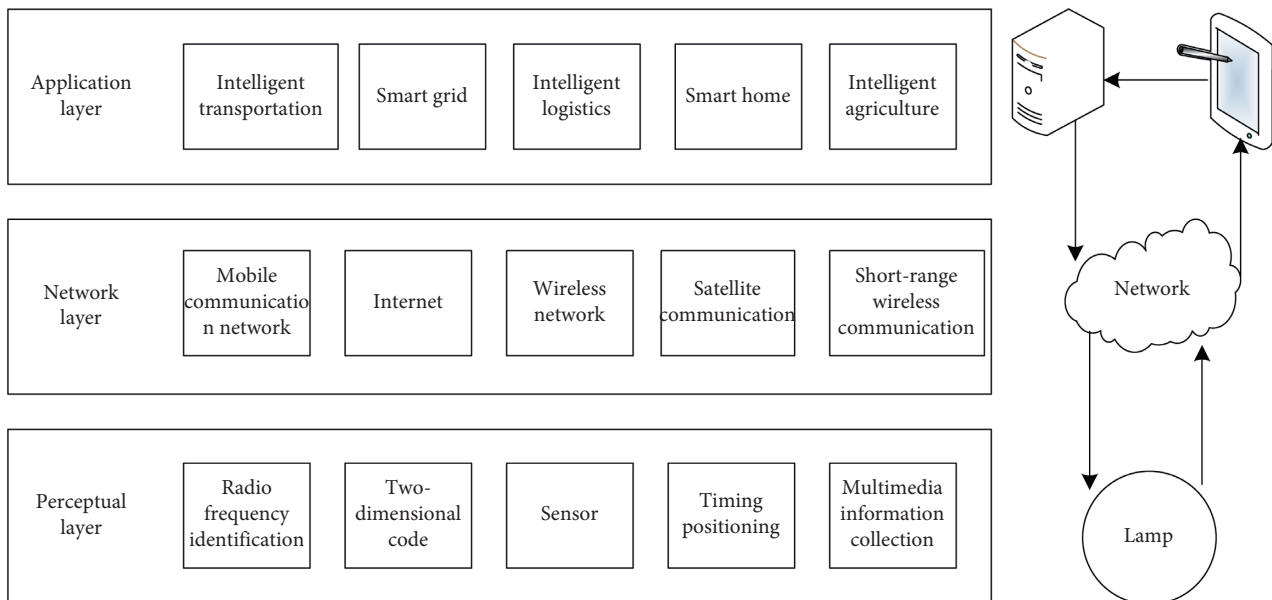 Application
layer
Intelligent
transportation
Smart grid
Intelligent
logistics
Smart home
Intelligent
agriculture
Network
layer
Mobile
communicatio
n network
Internet
Wireless
network
Satellite
communication
Short-range
wireless
communication
Network
Perceptual
layer
Radio
frequency
identification
Two-
dimensional
code
Sensor
Timing
positioning
Multimedia
information
collection
Lamp